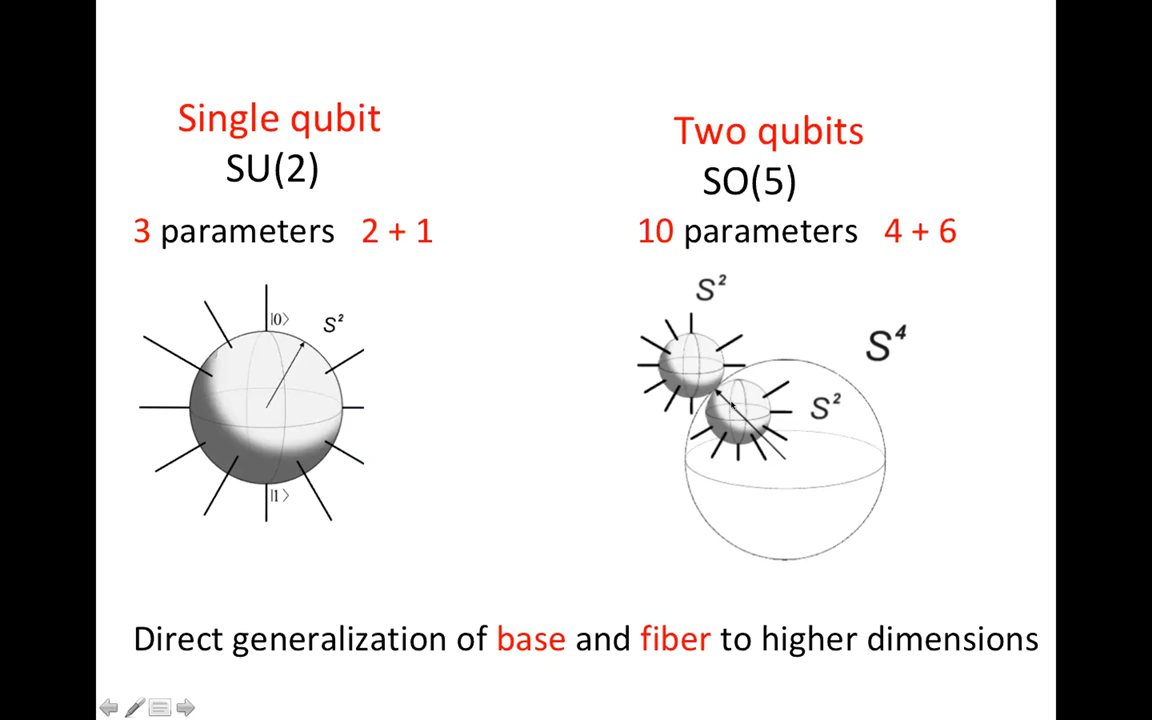 Single qubit
SU(2)
3 parameters 2 + 1
|0⟩
S²
|1⟩
Two qubits
SO(5)
10 parameters 4 + 6
S²
S⁴
S²
Direct generalization of base and fiber to higher dimensions